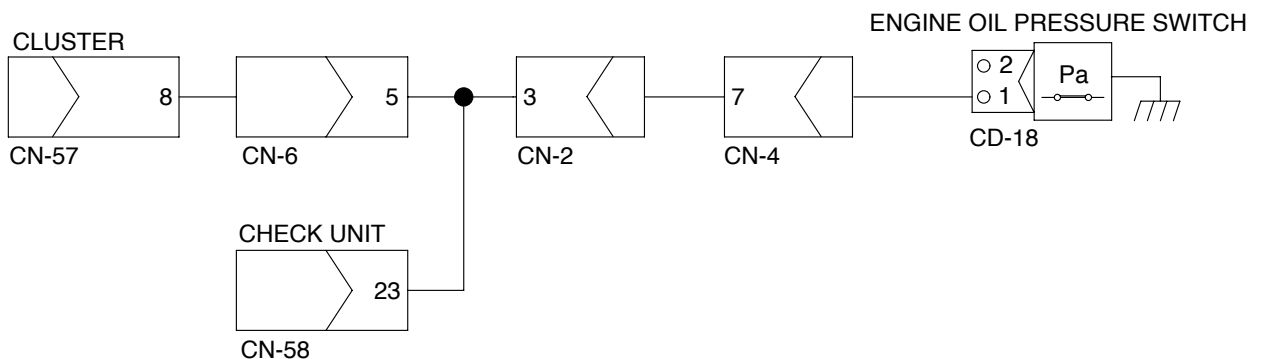 ENGINE OIL PRESSURE SWITCH
CLUSTER
8
5
3
7
2
1
Pa
CN-57
CN-6
CN-2
CN-4
CD-18
CHECK UNIT
23
CN-58